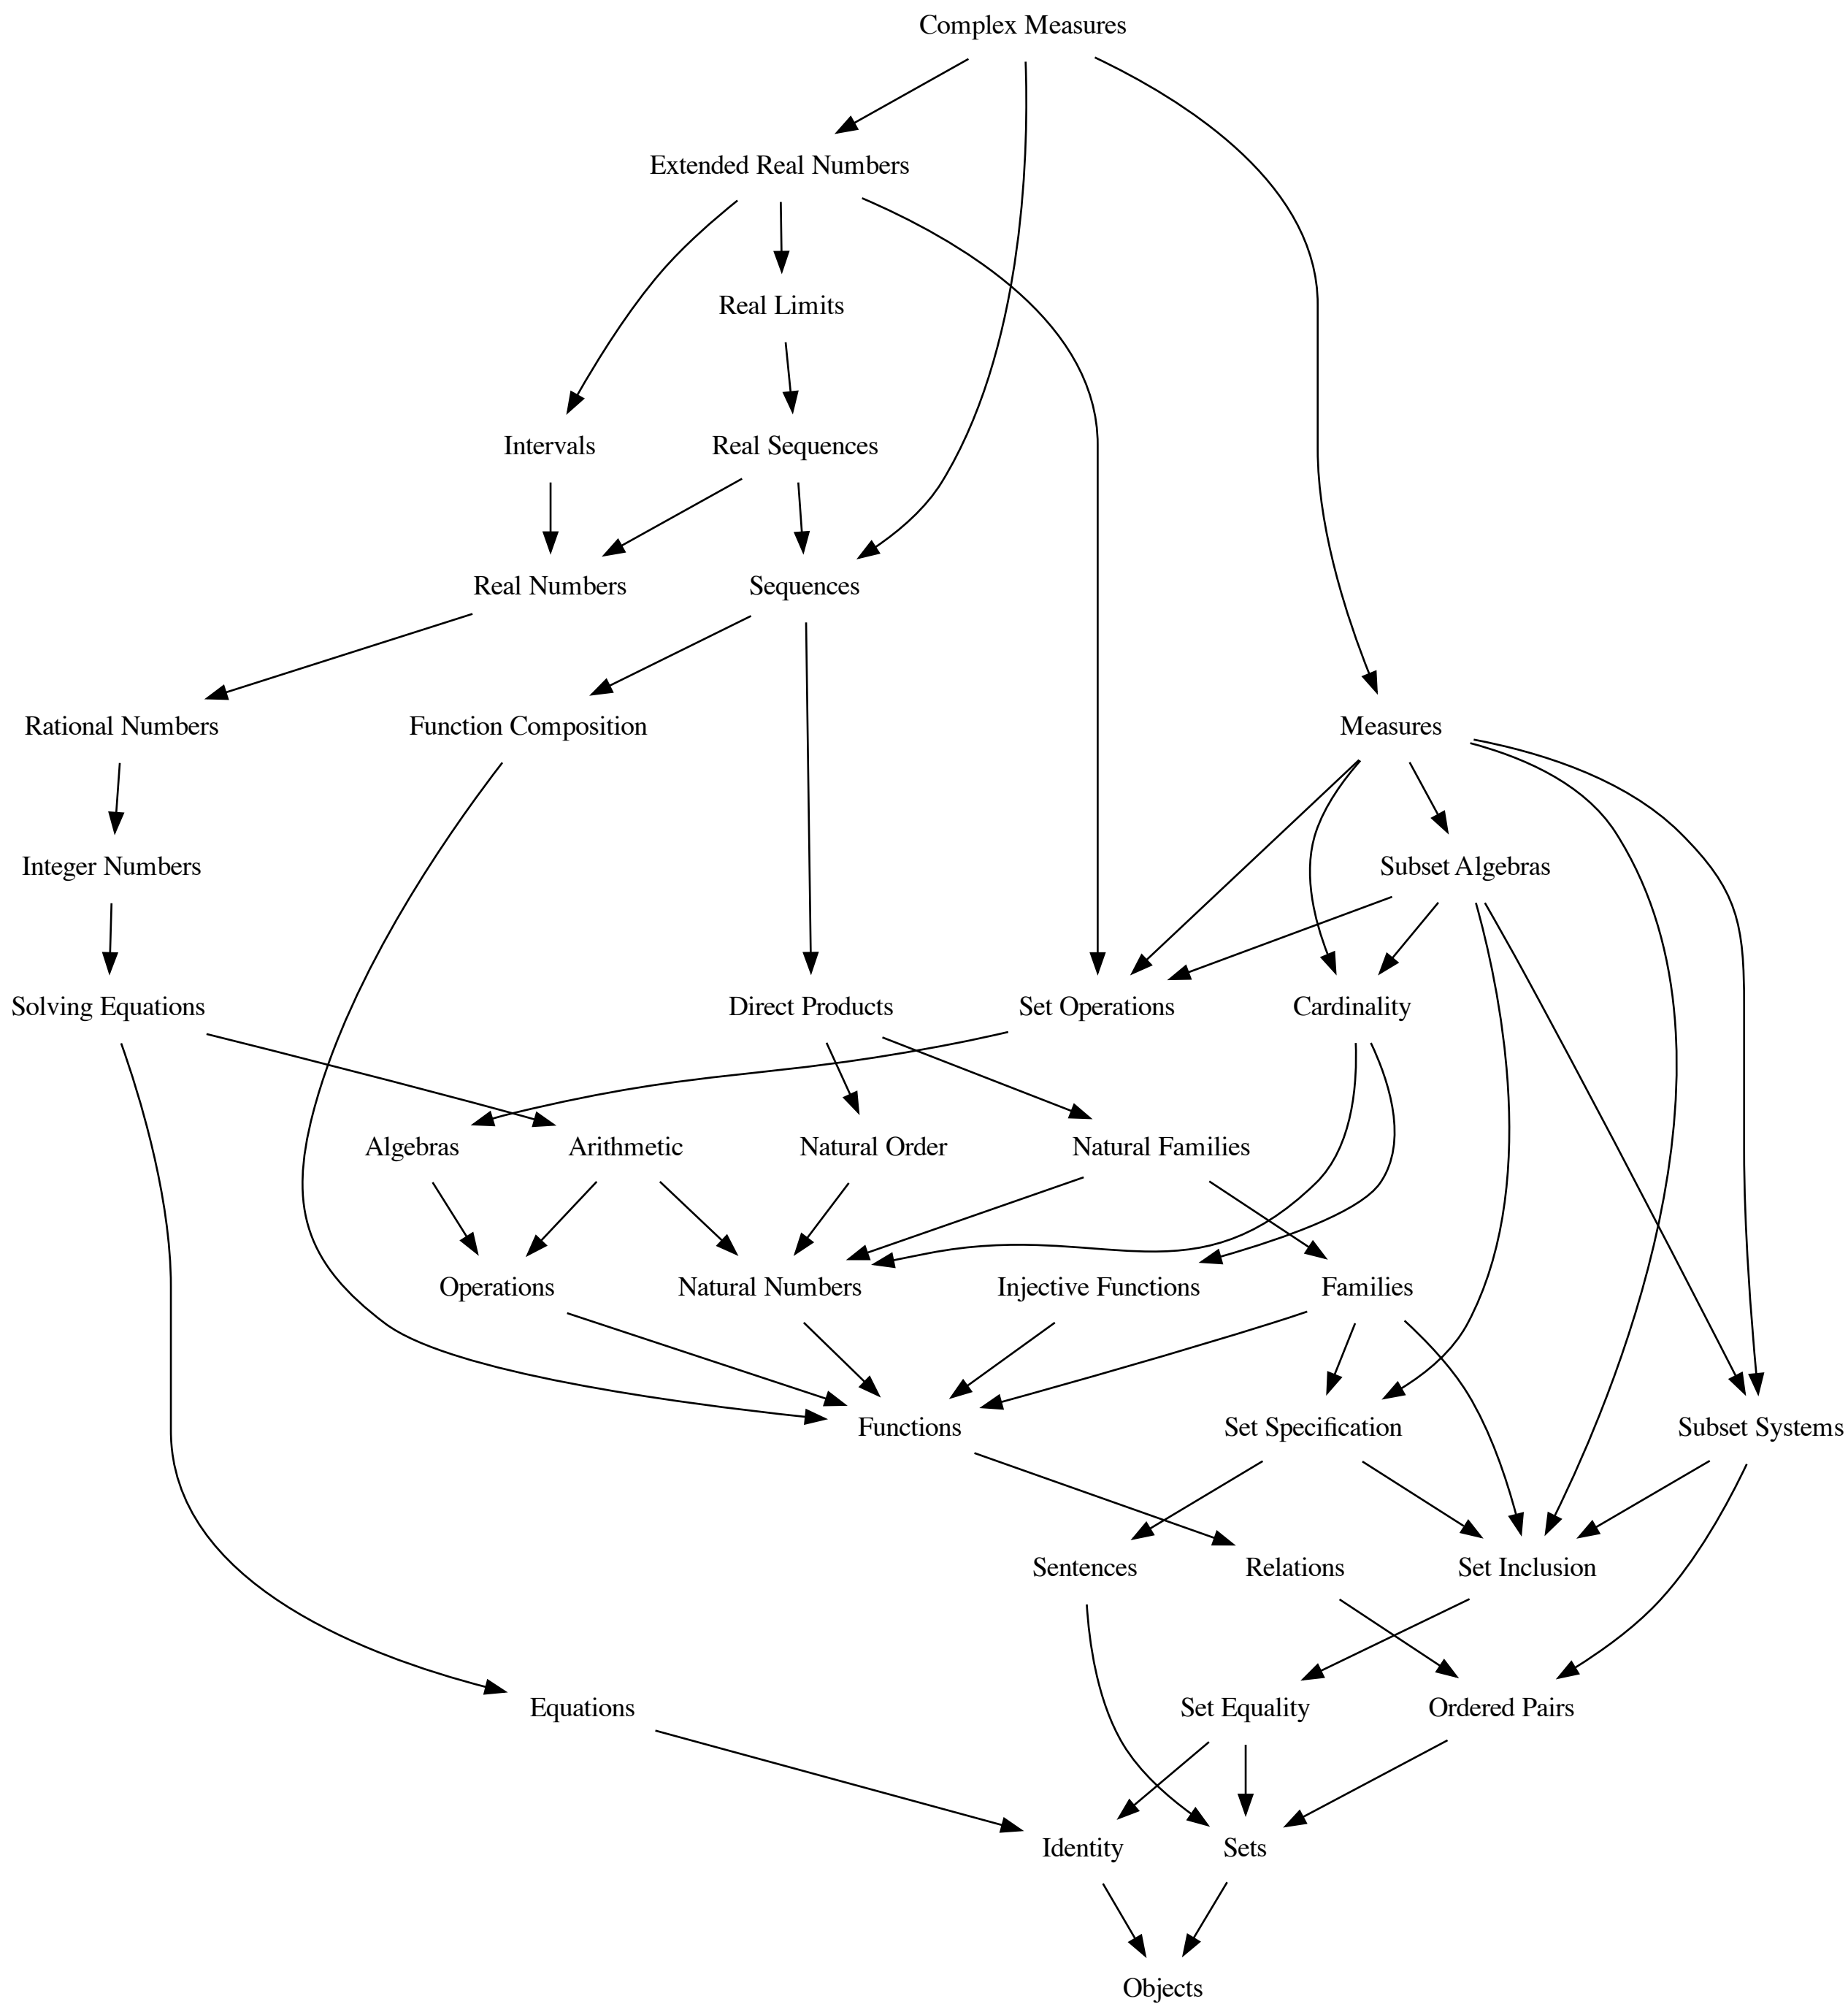 Complex Measures
Extended Real Numbers
Real Limits
Intervals
Real Sequences
Real Numbers
Sequences
Rational Numbers
Function Composition
Measures
Integer Numbers
Subset Algebras
Solving Equations
Direct Products
Set Operations
Cardinality
Algebras
Arithmetic
Natural Order
Natural Families
Operations
Natural Numbers
Injective Functions
Families
Functions
Set Specification
Subset Systems
Sentences
Relations
Set Inclusion
Equations
Set Equality
Ordered Pairs
Identity
Sets
Objects